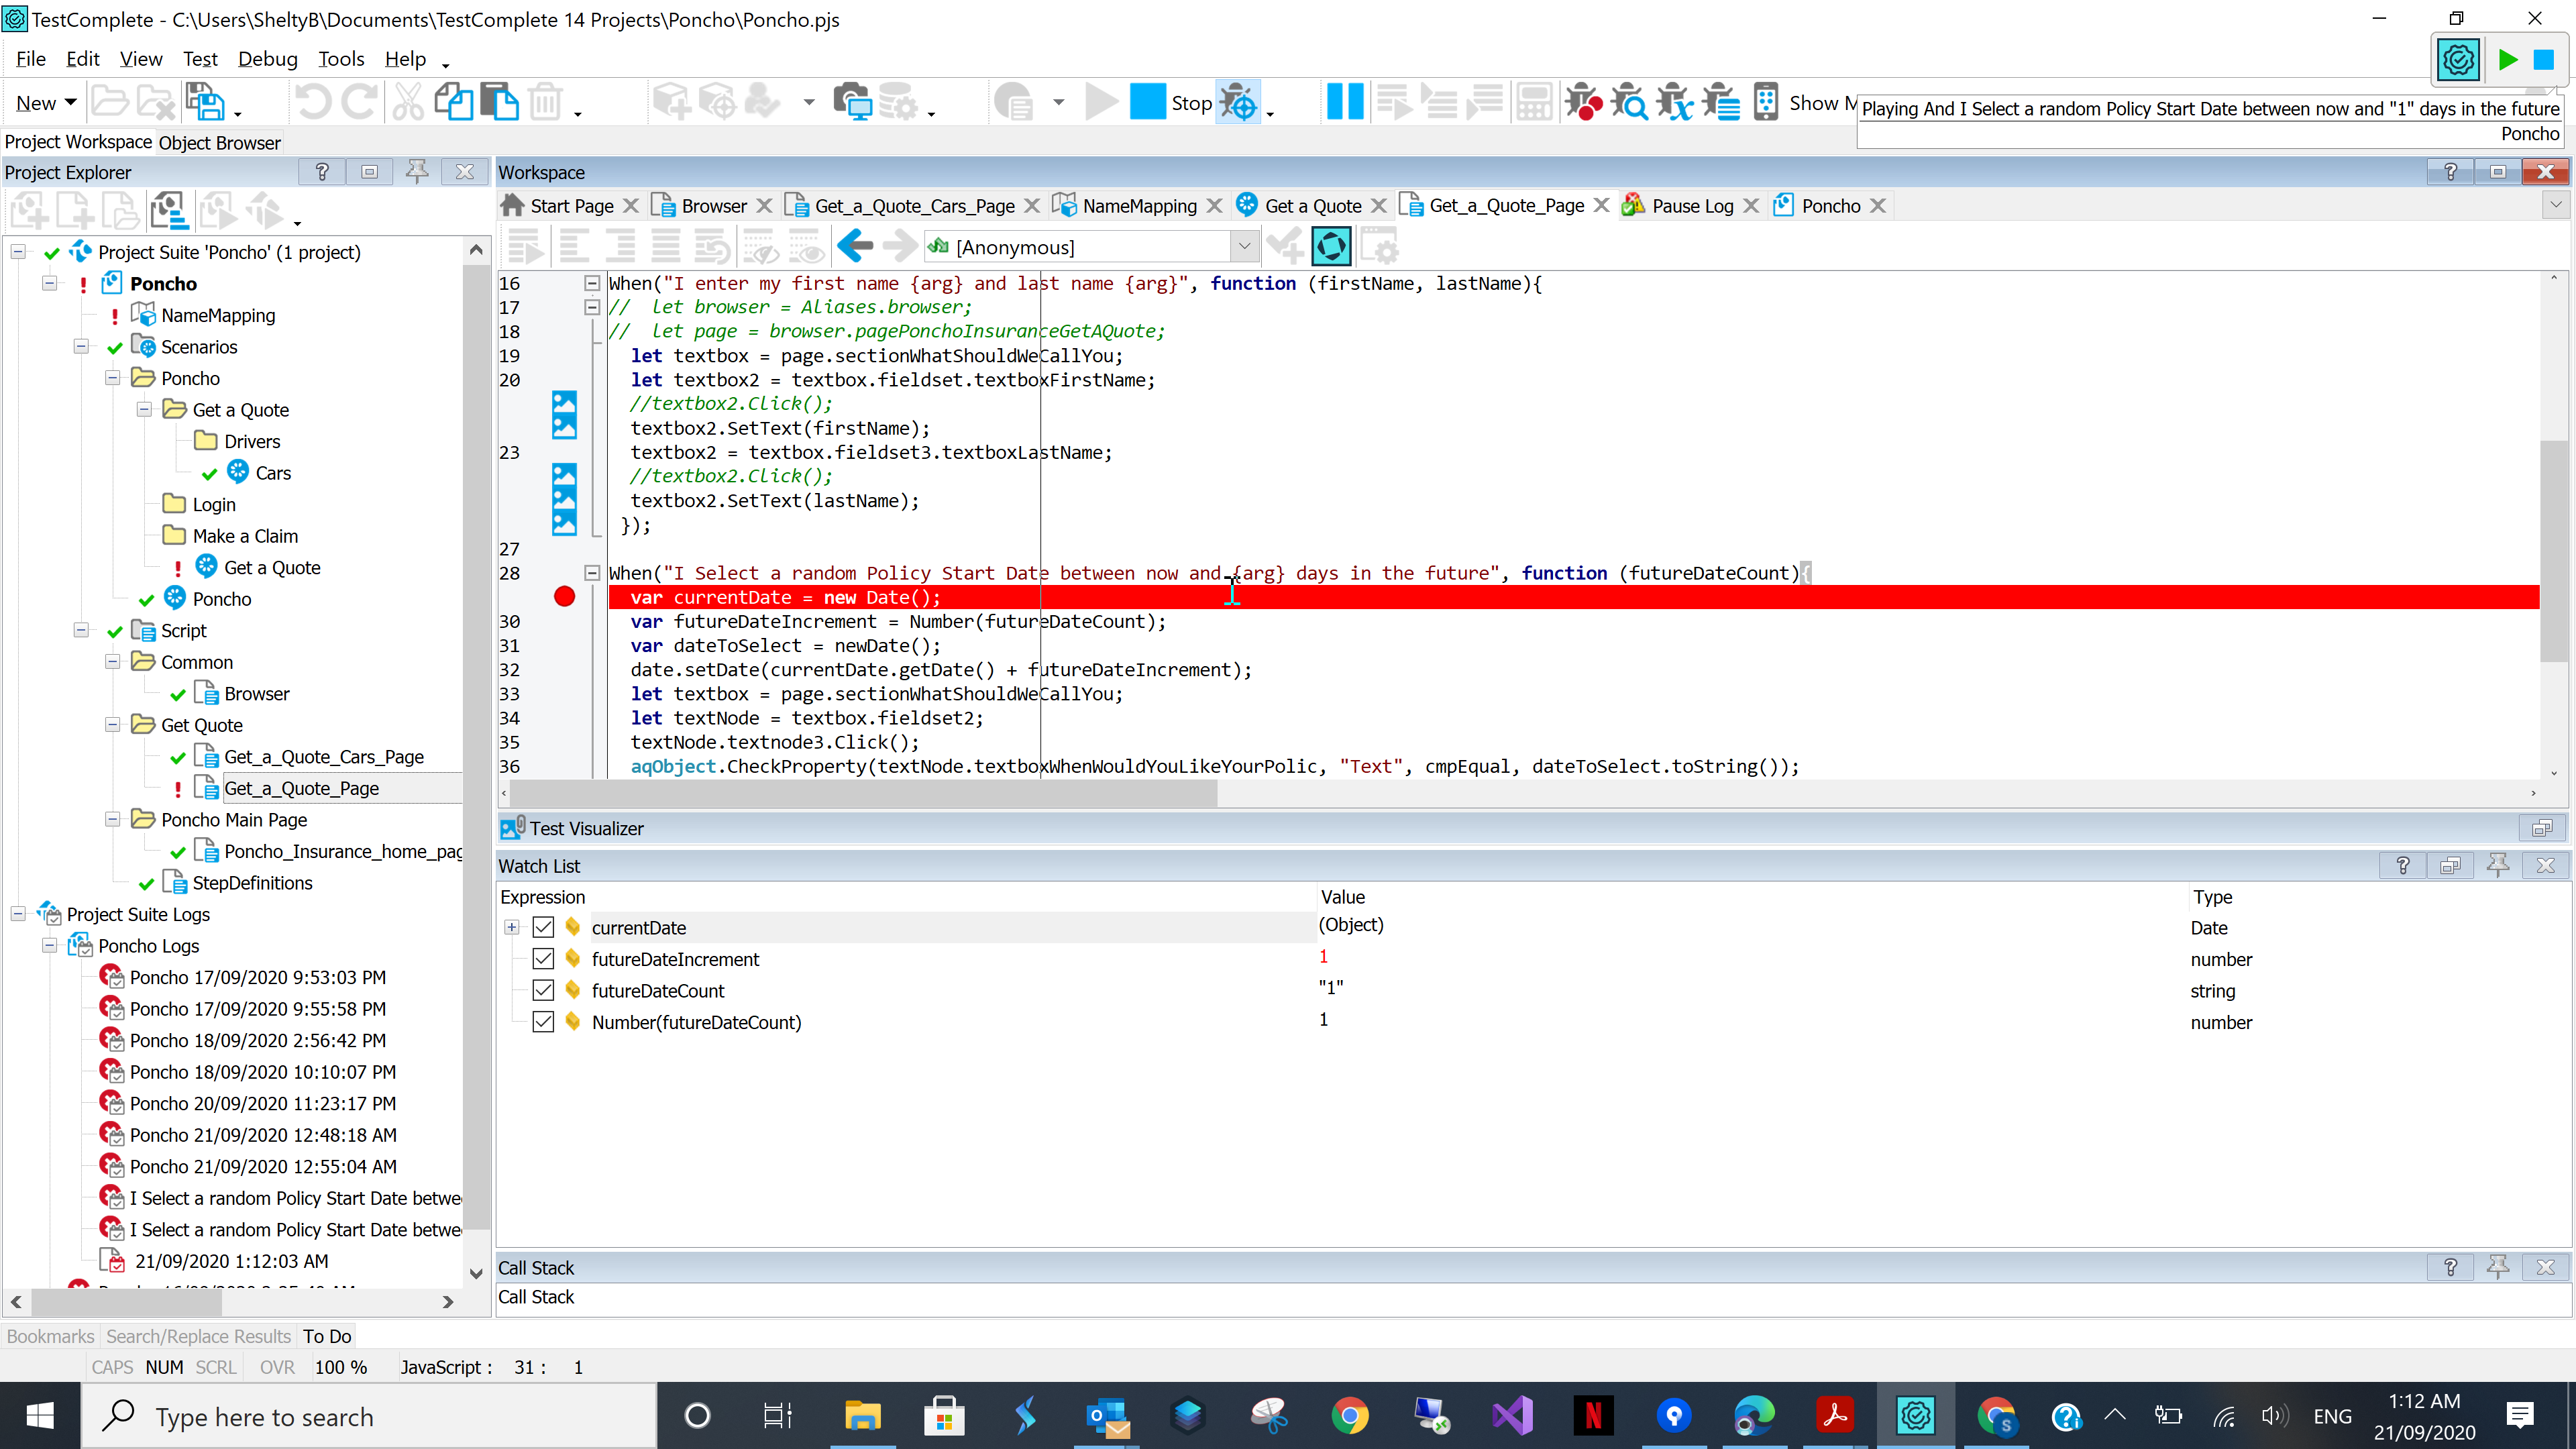 TestComplete - C:\Users\SheltyB\Documents\TestComplete 14 Projects\Poncho\Poncho.pjs
File Edit View Test Debug Tools Help
New
Stop
Show M
Playing And I Select a random Policy Start Date between now and "1" days in the future
Poncho
Project Workspace Object Browser
Project Explorer
Project Suite 'Poncho' (1 project)
Poncho
NameMapping
Scenarios
Poncho
Get a Quote
Drivers
Cars
Login
Make a Claim
Get a Quote
Poncho
Script
Common
Browser
Get Quote
Get_a_Quote_Cars_Page
Get_a_Quote_Page
Poncho Main Page
Poncho_Insurance_home_pag
StepDefinitions
Project Suite Logs
Poncho Logs
Poncho 17/09/2020 9:53:03 PM
Poncho 17/09/2020 9:55:58 PM
Poncho 18/09/2020 2:56:42 PM
Poncho 18/09/2020 10:10:07 PM
Poncho 20/09/2020 11:23:17 PM
Poncho 21/09/2020 12:48:18 AM
Poncho 21/09/2020 12:55:04 AM
I Select a random Policy Start Date betwe
I Select a random Policy Start Date betwe
21/09/2020 1:12:03 AM
Workspace
Start Page Browser Get_a_Quote_Cars_Page NameMapping Get a Quote Get_a_Quote_Page Pause Log Poncho
[Anonymous]
16 When("I enter my first name {arg} and last name {arg}", function (firstName, lastName){
17 // let browser = Aliases.browser;
18 // let page = browser.pagePonchoInsuranceGetAQuote;
19 let textbox = page.sectionWhatShouldWeCallYou;
20 let textbox2 = textbox.fieldset.textboxFirstName;
//textbox2.Click();
textbox2.SetText(firstName);
23 textbox2 = textbox.fieldset3.textboxLastName;
//textbox2.Click();
textbox2.SetText(lastName);
});
27
28 When("I Select a random Policy Start Date between now and {arg} days in the future", function (futureDateCount){
var currentDate = new Date();
30 var futureDateIncrement = Number(futureDateCount);
31 var dateToSelect = newDate();
32 date.setDate(currentDate.getDate() + futureDateIncrement);
33 let textbox = page.sectionWhatShouldWeCallYou;
34 let textNode = textbox.fieldset2;
35 textNode.textnode3.Click();
36 aqObject.CheckProperty(textNode.textboxWhenWouldYouLikeYourPolic, "Text", cmpEqual, dateToSelect.toString());
Test Visualizer
Watch List
Expression Value Type
currentDate (Object) Date
futureDateIncrement 1 number
futureDateCount "1" string
Number(futureDateCount) 1 number
Call Stack
Call Stack
Bookmarks Search/Replace Results To Do
CAPS NUM SCRL OVR 100 % JavaScript : 31 : 1
Type here to search
ENG
1:12 AM
21/09/2020